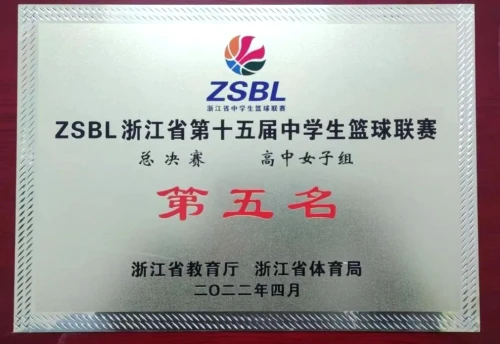 ZSBL
浙江省中学生篮球联赛
ZSBL浙江省第十五届中学生篮球联赛
总决赛 高中女子组
第五名
浙江省教育厅 浙江省体育局
二〇二二年四月